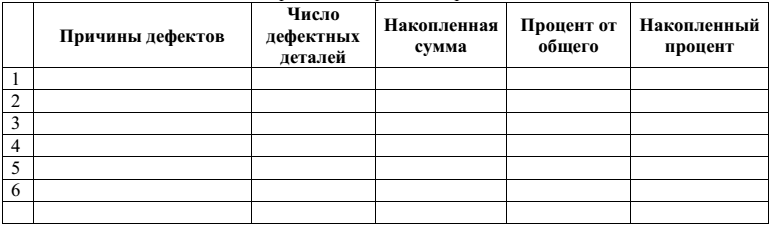 Причины дефектов
Число
дефектных
деталей
Накопленная
сумма
Процент от
общего
Накопленный
процент
1
2
3
4
5
6